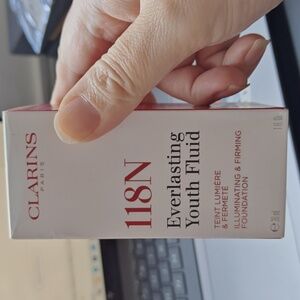 CLARINS
PARIS
118N
Everlasting
Youth Fluid
TEINT LUMIÈRE
& FERMETÉ
ILLUMINATING & FIRMING
FOUNDATION